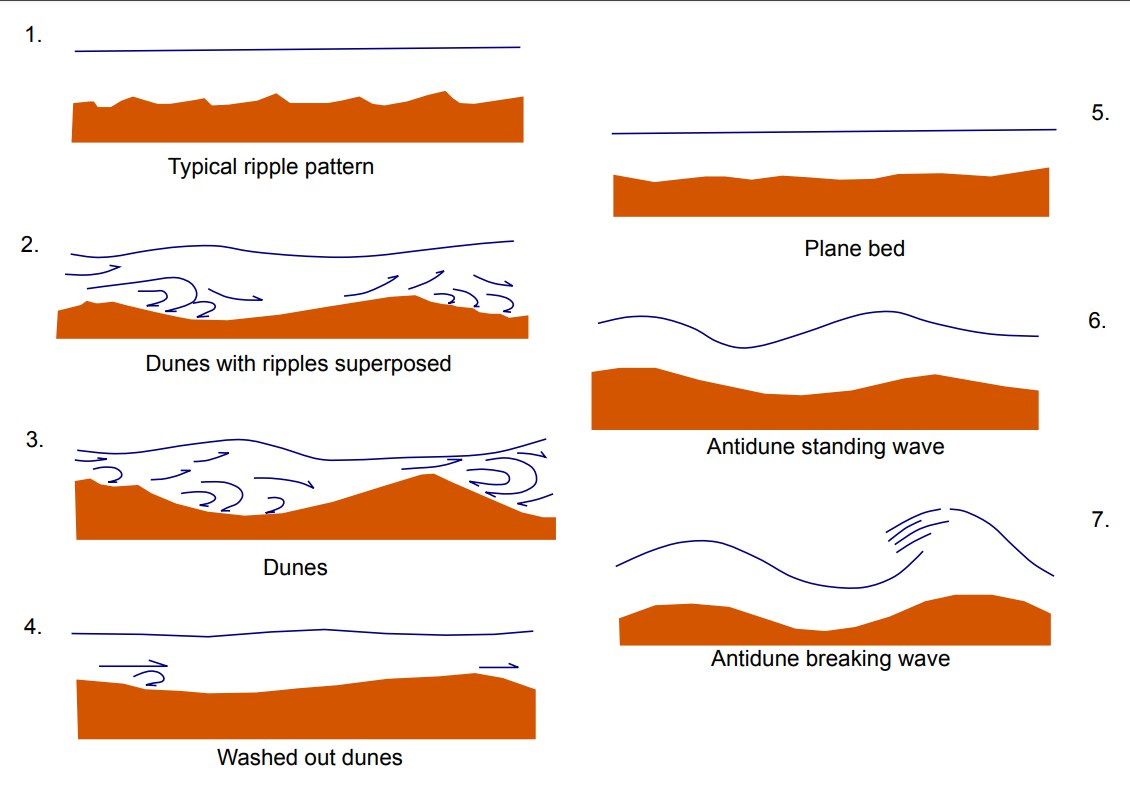 1.
Typical ripple pattern
2.
Dunes with ripples superposed
3.
Dunes
4.
Washed out dunes
5.
Plane bed
6.
Antidune standing wave
7.
Antidune breaking wave